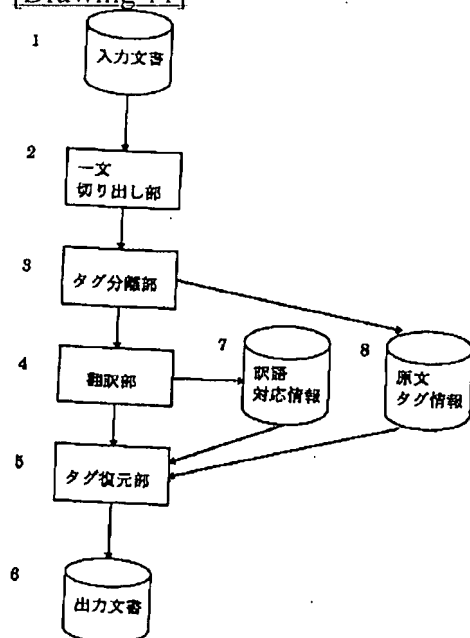 [Drawing 11]
1
入力文書
2
一文
切り出し部
3
タグ分離部
4
翻訳部
7
訳語
対応情報
8
原文
タグ情報
5
タグ復元部
6
出力文書